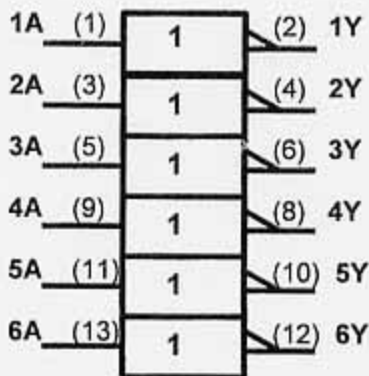 1A (1) 1 (2) 1Y
2A (3) 1 (4) 2Y
3A (5) 1 (6) 3Y
4A (9) 1 (8) 4Y
5A (11) 1 (10) 5Y
6A (13) 1 (12) 6Y